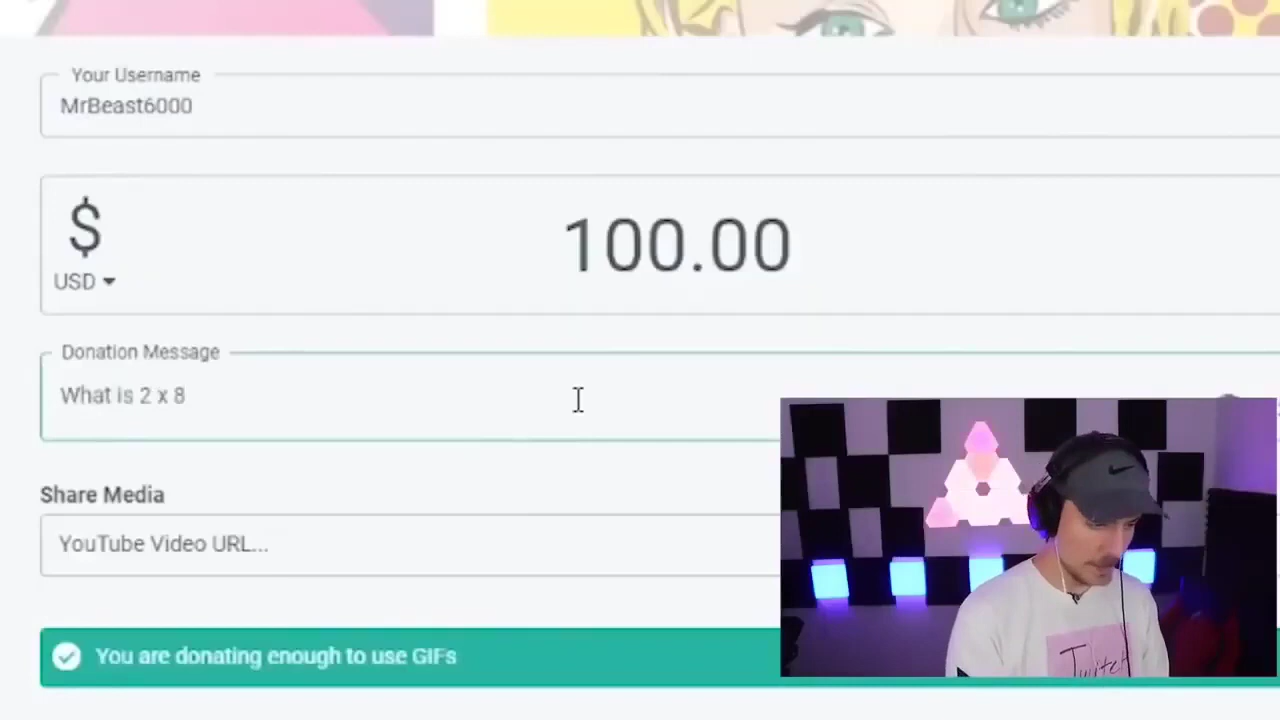 Your Username
MrBeast6000
$
USD
100.00
Donation Message
What is 2 x 8
Share Media
YouTube Video URL...
You are donating enough to use GIFs
Twitch